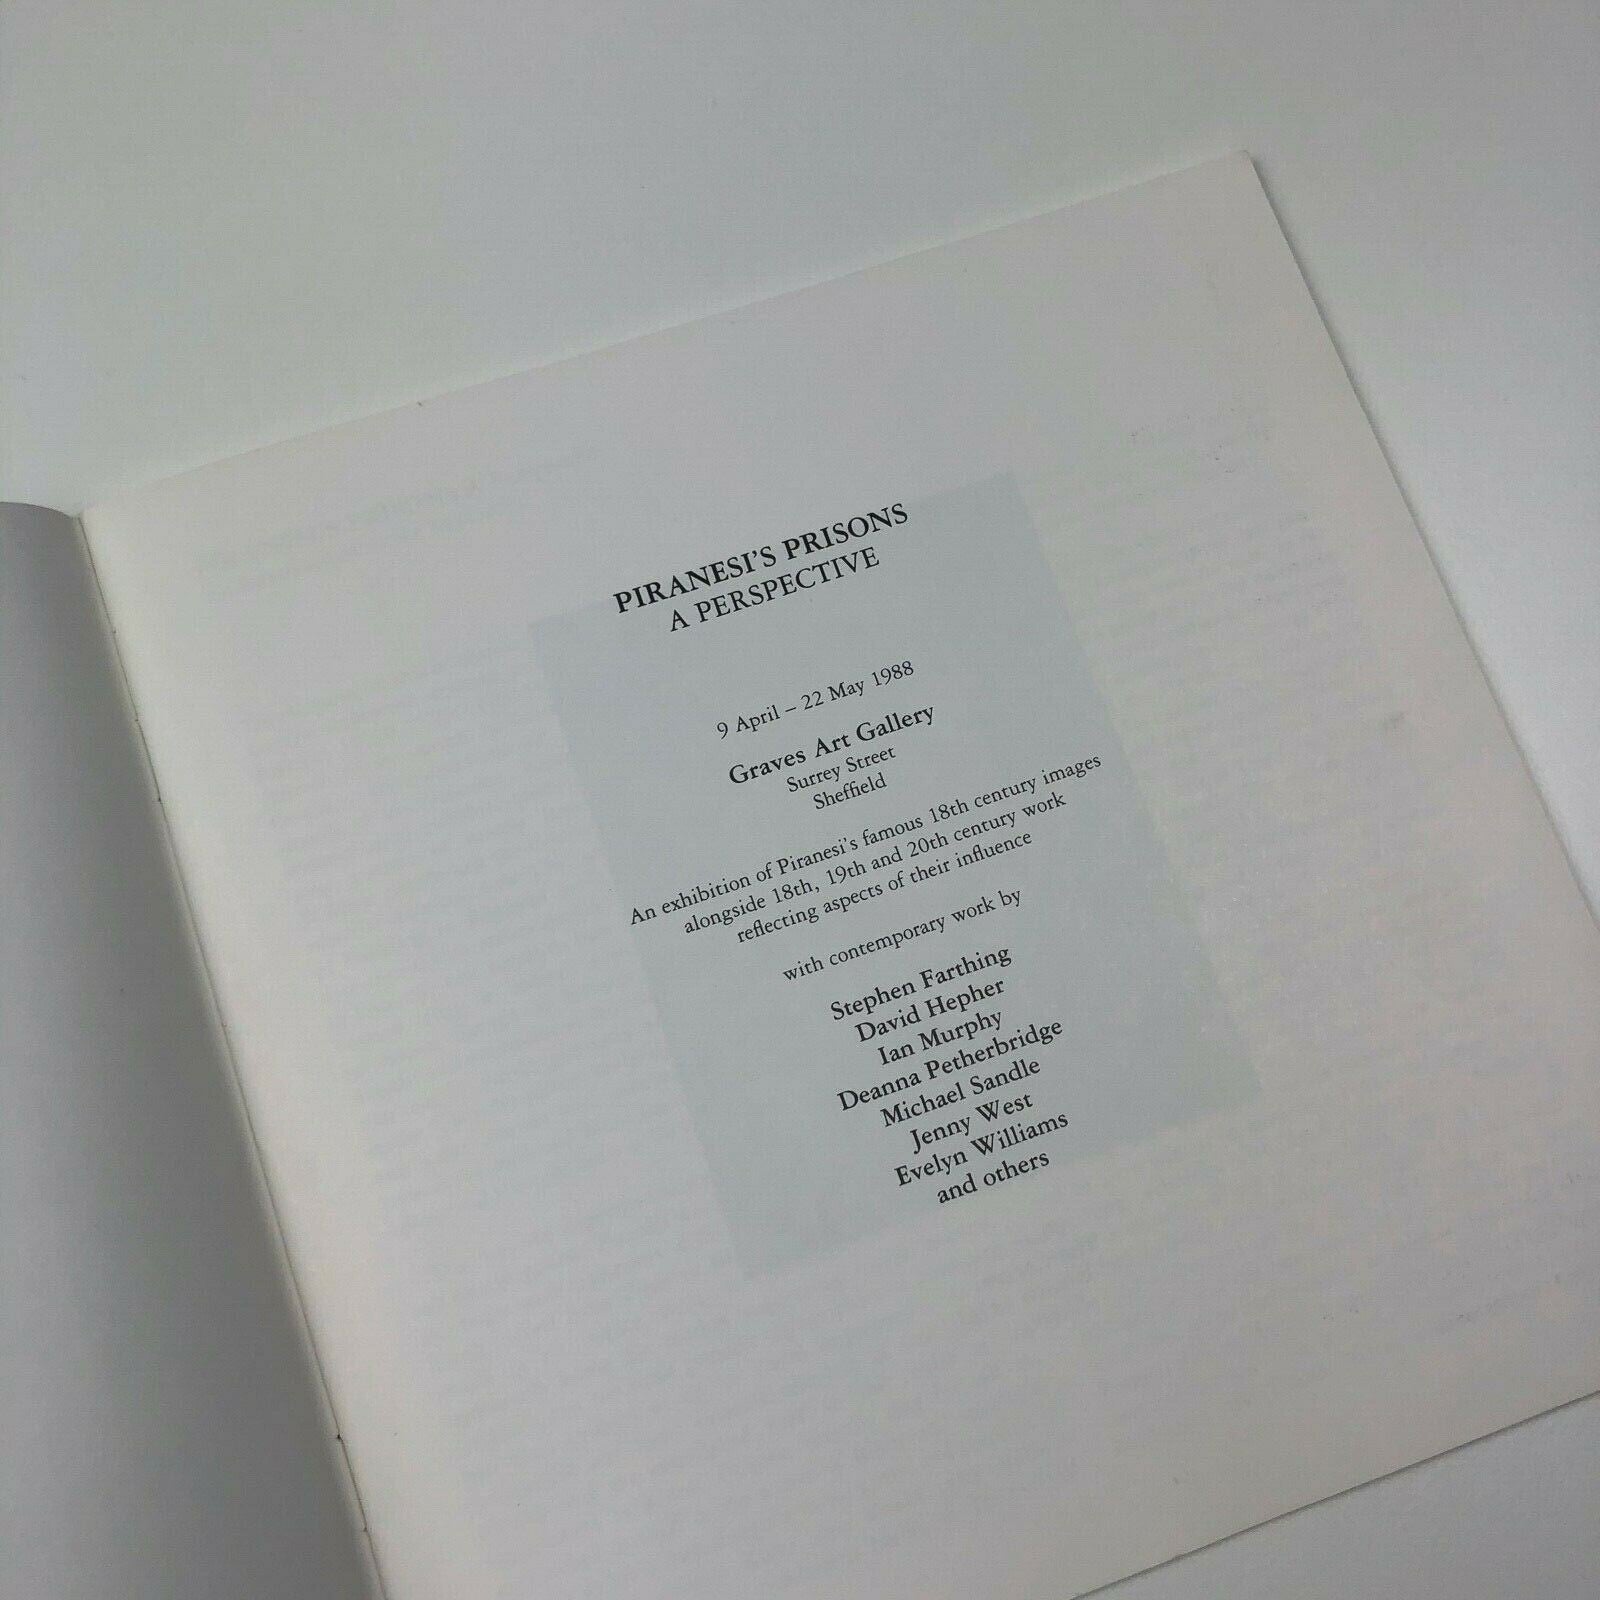 PIRANESI'S PRISONS
A PERSPECTIVE
9 April – 22 May 1988
Graves Art Gallery
Surrey Street
Sheffield
An exhibition of Piranesi's famous 18th century images
alongside 18th, 19th and 20th century work
reflecting aspects of their influence
with contemporary work by
Stephen Farthing
David Hepher
Ian Murphy
Deanna Petherbridge
Michael Sandle
Jenny West
Evelyn Williams
and others